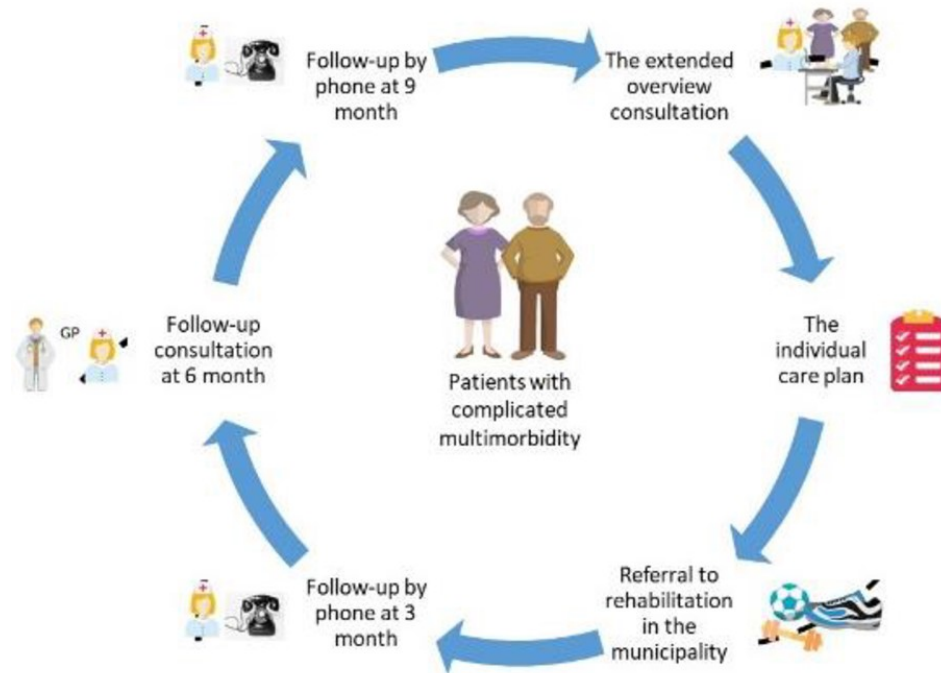 Follow-up by
phone at 9
month
The extended
overview
consultation
The
individual
care plan
Referral to
rehabilitation
in the
municipality
Follow-up by
phone at 3
month
GP
Follow-up
consultation
at 6 month
Patients with
complicated
multimorbidity